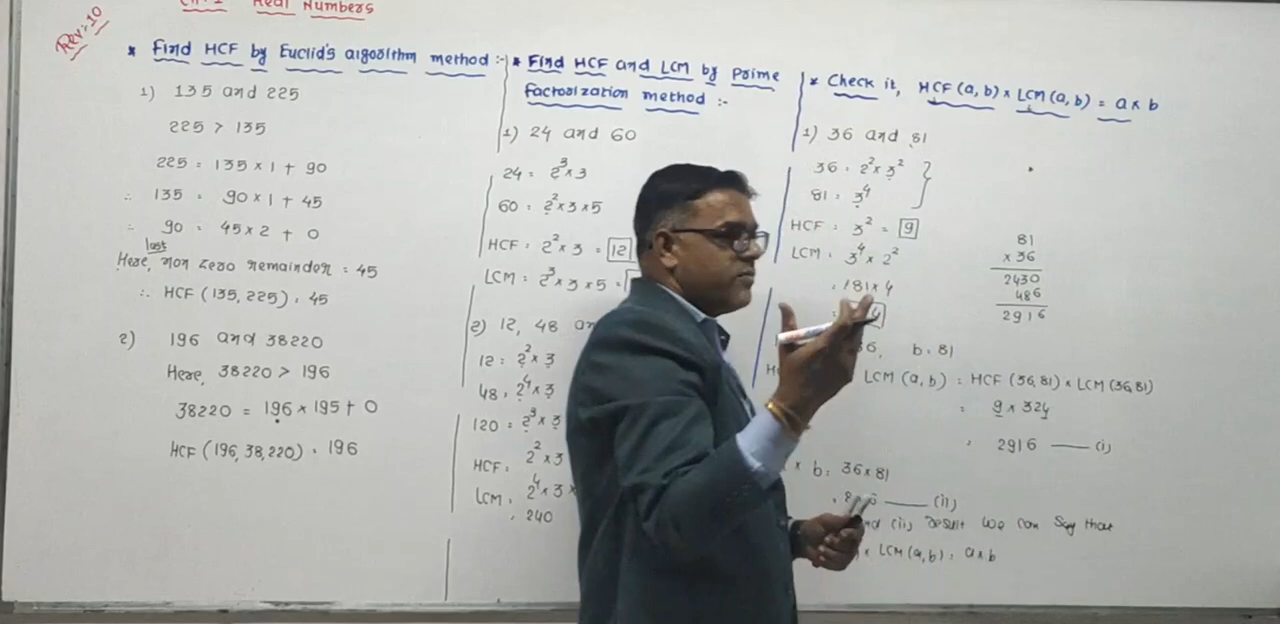 Rev:10
Real Numbers
* Find HCF by Euclid's algorithm method :-
1) 135 and 225
225 > 135
225 = 135 × 1 + 90
∴ 135 = 90 × 1 + 45
∴ 90 = 45 × 2 + 0
last
Here, non zero remainder = 45
∴ HCF (135, 225) = 45
2) 196 and 38220
Here, 38220 > 196
38220 = 196 × 195 + 0
HCF (196, 38,220) = 196
* Find HCF and LCM by Prime
factorization method :-
1) 24 and 60
24 = 2³ × 3
60 = 2² × 3 × 5
HCF = 2² × 3 = 12
LCM = 2³ × 3 × 5 =
2) 12, 48
12 = 2² × 3
48 = 2⁴ × 3
120 = 2³ × 3
HCF = 2² × 3
LCM = 2⁴ × 3 ×
= 240
* Check it, HCF (a, b) × LCM (a, b) = a × b
1) 36 and 81
36 = 2² × 3²
81 = 3⁴
HCF = 3² = 9
LCM = 3⁴ × 2²
= 81 × 4
4
81
× 36
2430
486
2916
6, b = 81
LCM (a, b) = HCF (36, 81) × LCM (36, 81)
= 9 × 324
= 2916 —— (i)
× b = 36 × 81
—— (ii)
(ii) result we can say that
× LCM (a, b) = a × b